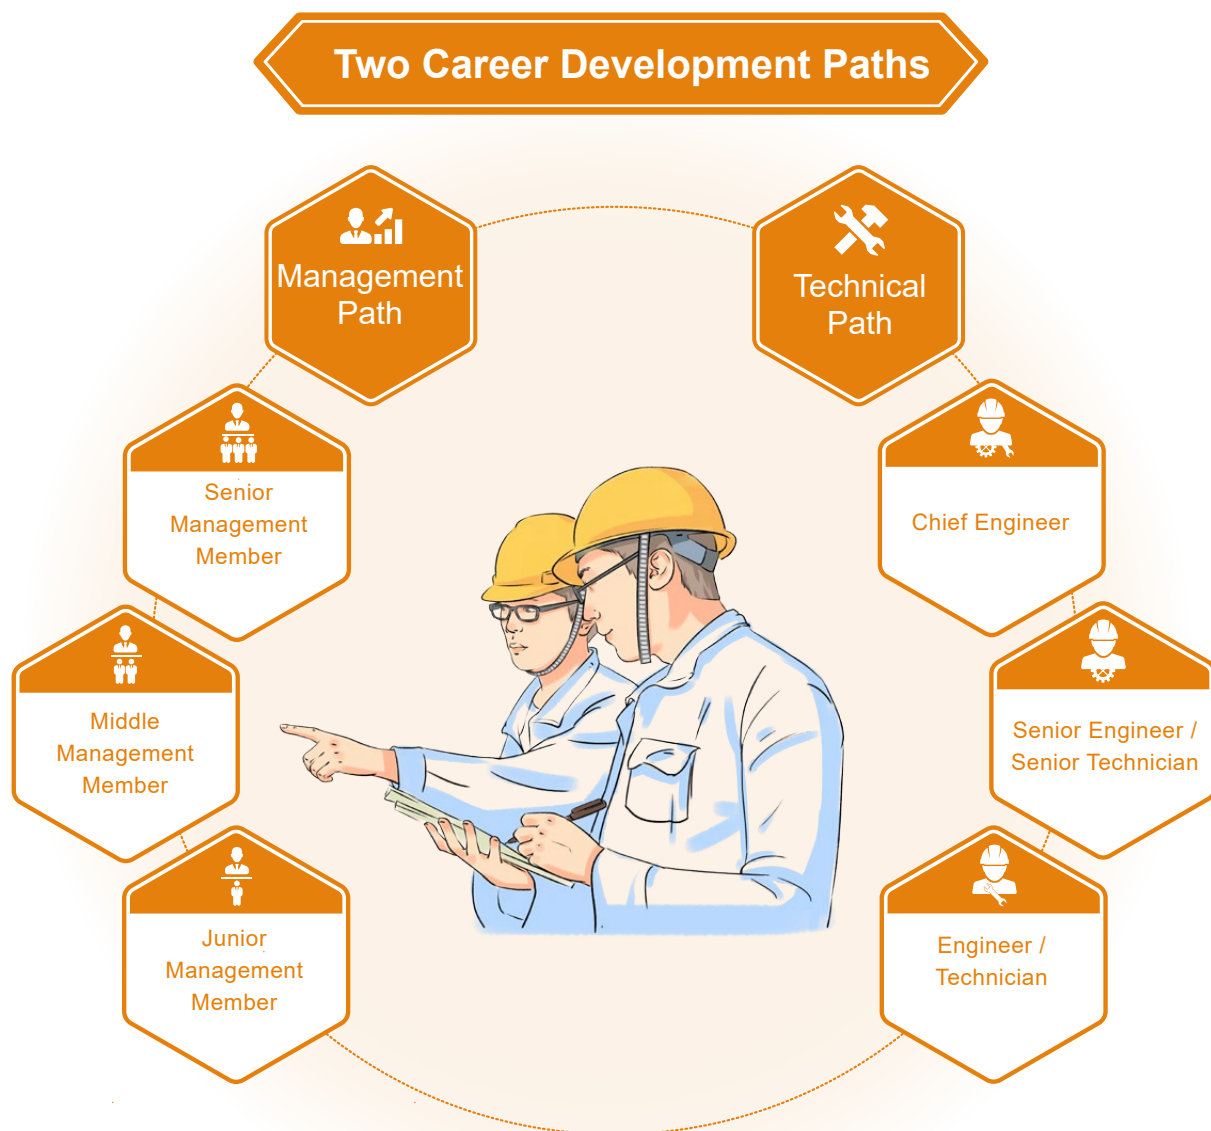 Two Career Development Paths
Management
Path
Technical
Path
Senior
Management
Member
Chief Engineer
Middle
Management
Member
Senior Engineer /
Senior Technician
Junior
Management
Member
Engineer /
Technician